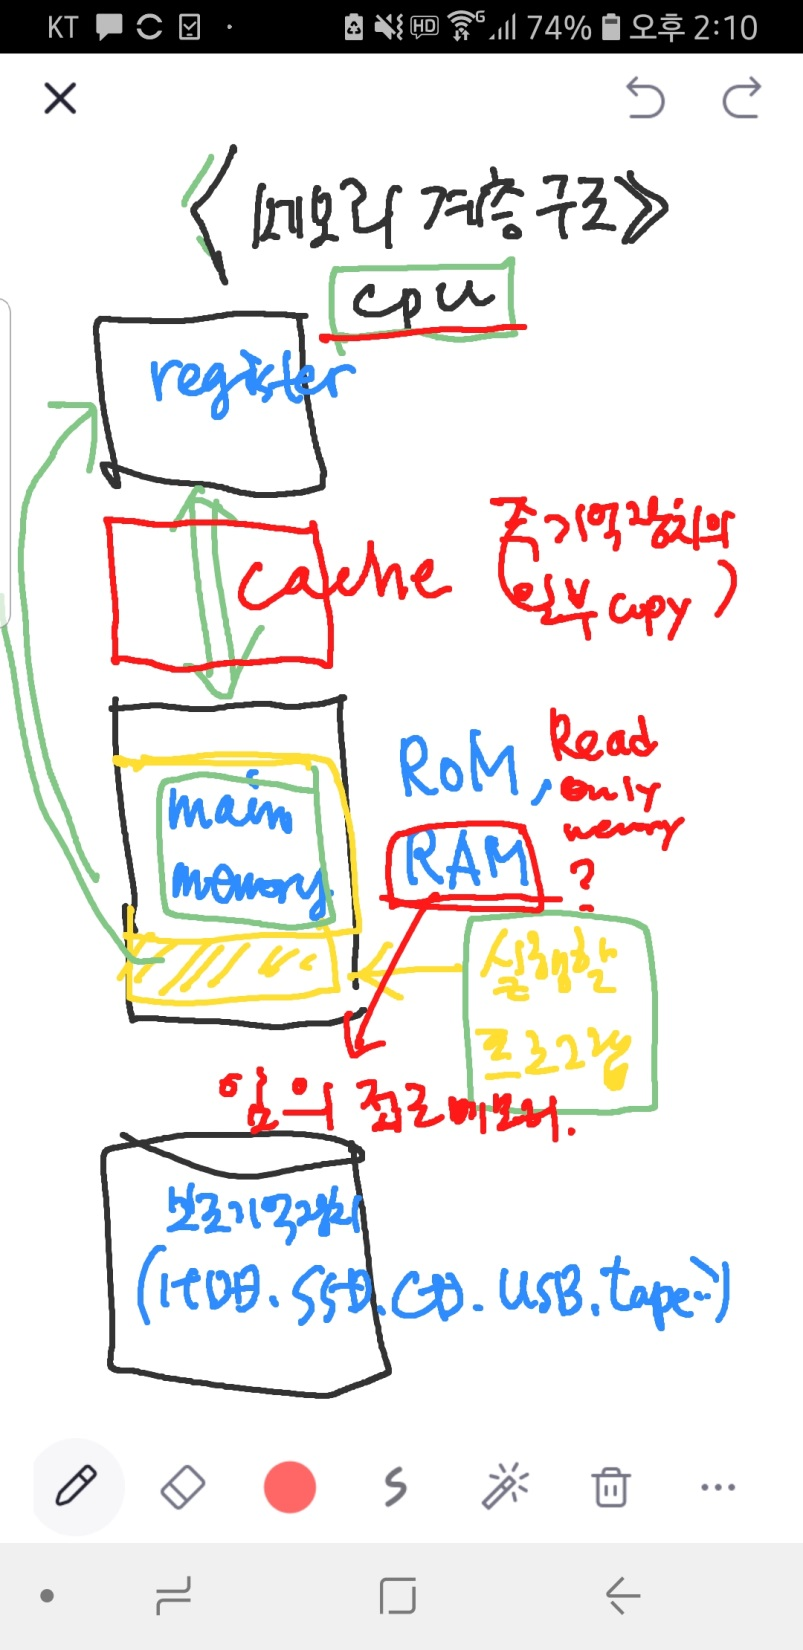 KT 74% 오후 2:10
<메모리 계층구조>
cpu
register
cache
(주기억장치의
일부 copy)
ROM, Read
only
memory
?
RAM
main
memory
실행할
프로그램
임의 접근메모리.
보조기억장치
(HDD. SSD. CD. USB. tape...)